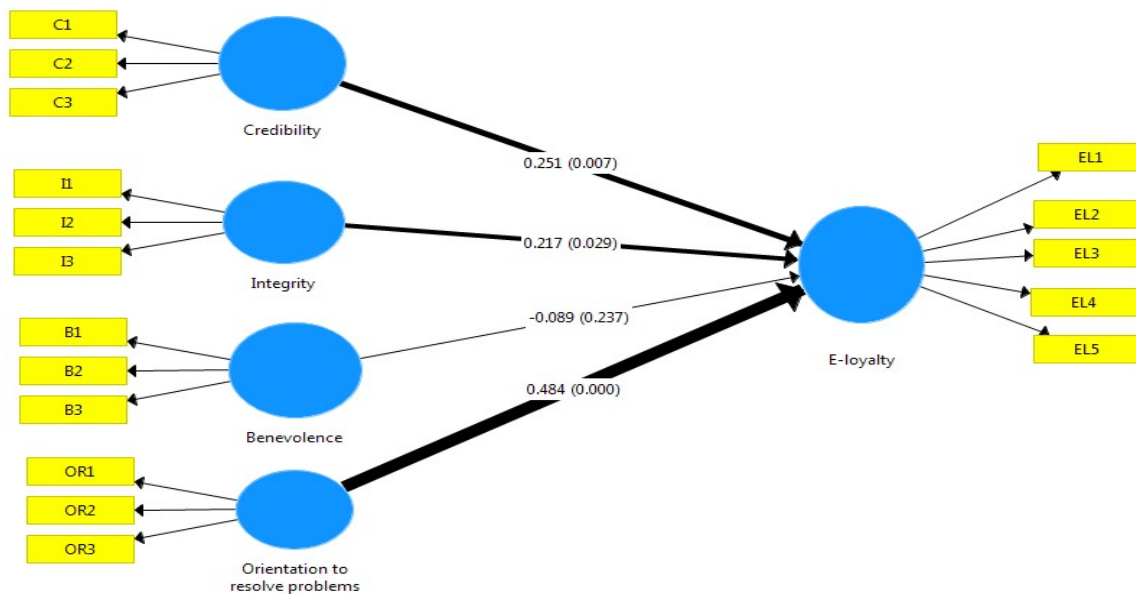 C1
C2
C3
Credibility
I1
I2
I3
Integrity
B1
B2
B3
Benevolence
OR1
OR2
OR3
Orientation to
resolve problems
0.251 (0.007)
0.217 (0.029)
-0.089 (0.237)
0.484 (0.000)
E-loyalty
EL1
EL2
EL3
EL4
EL5